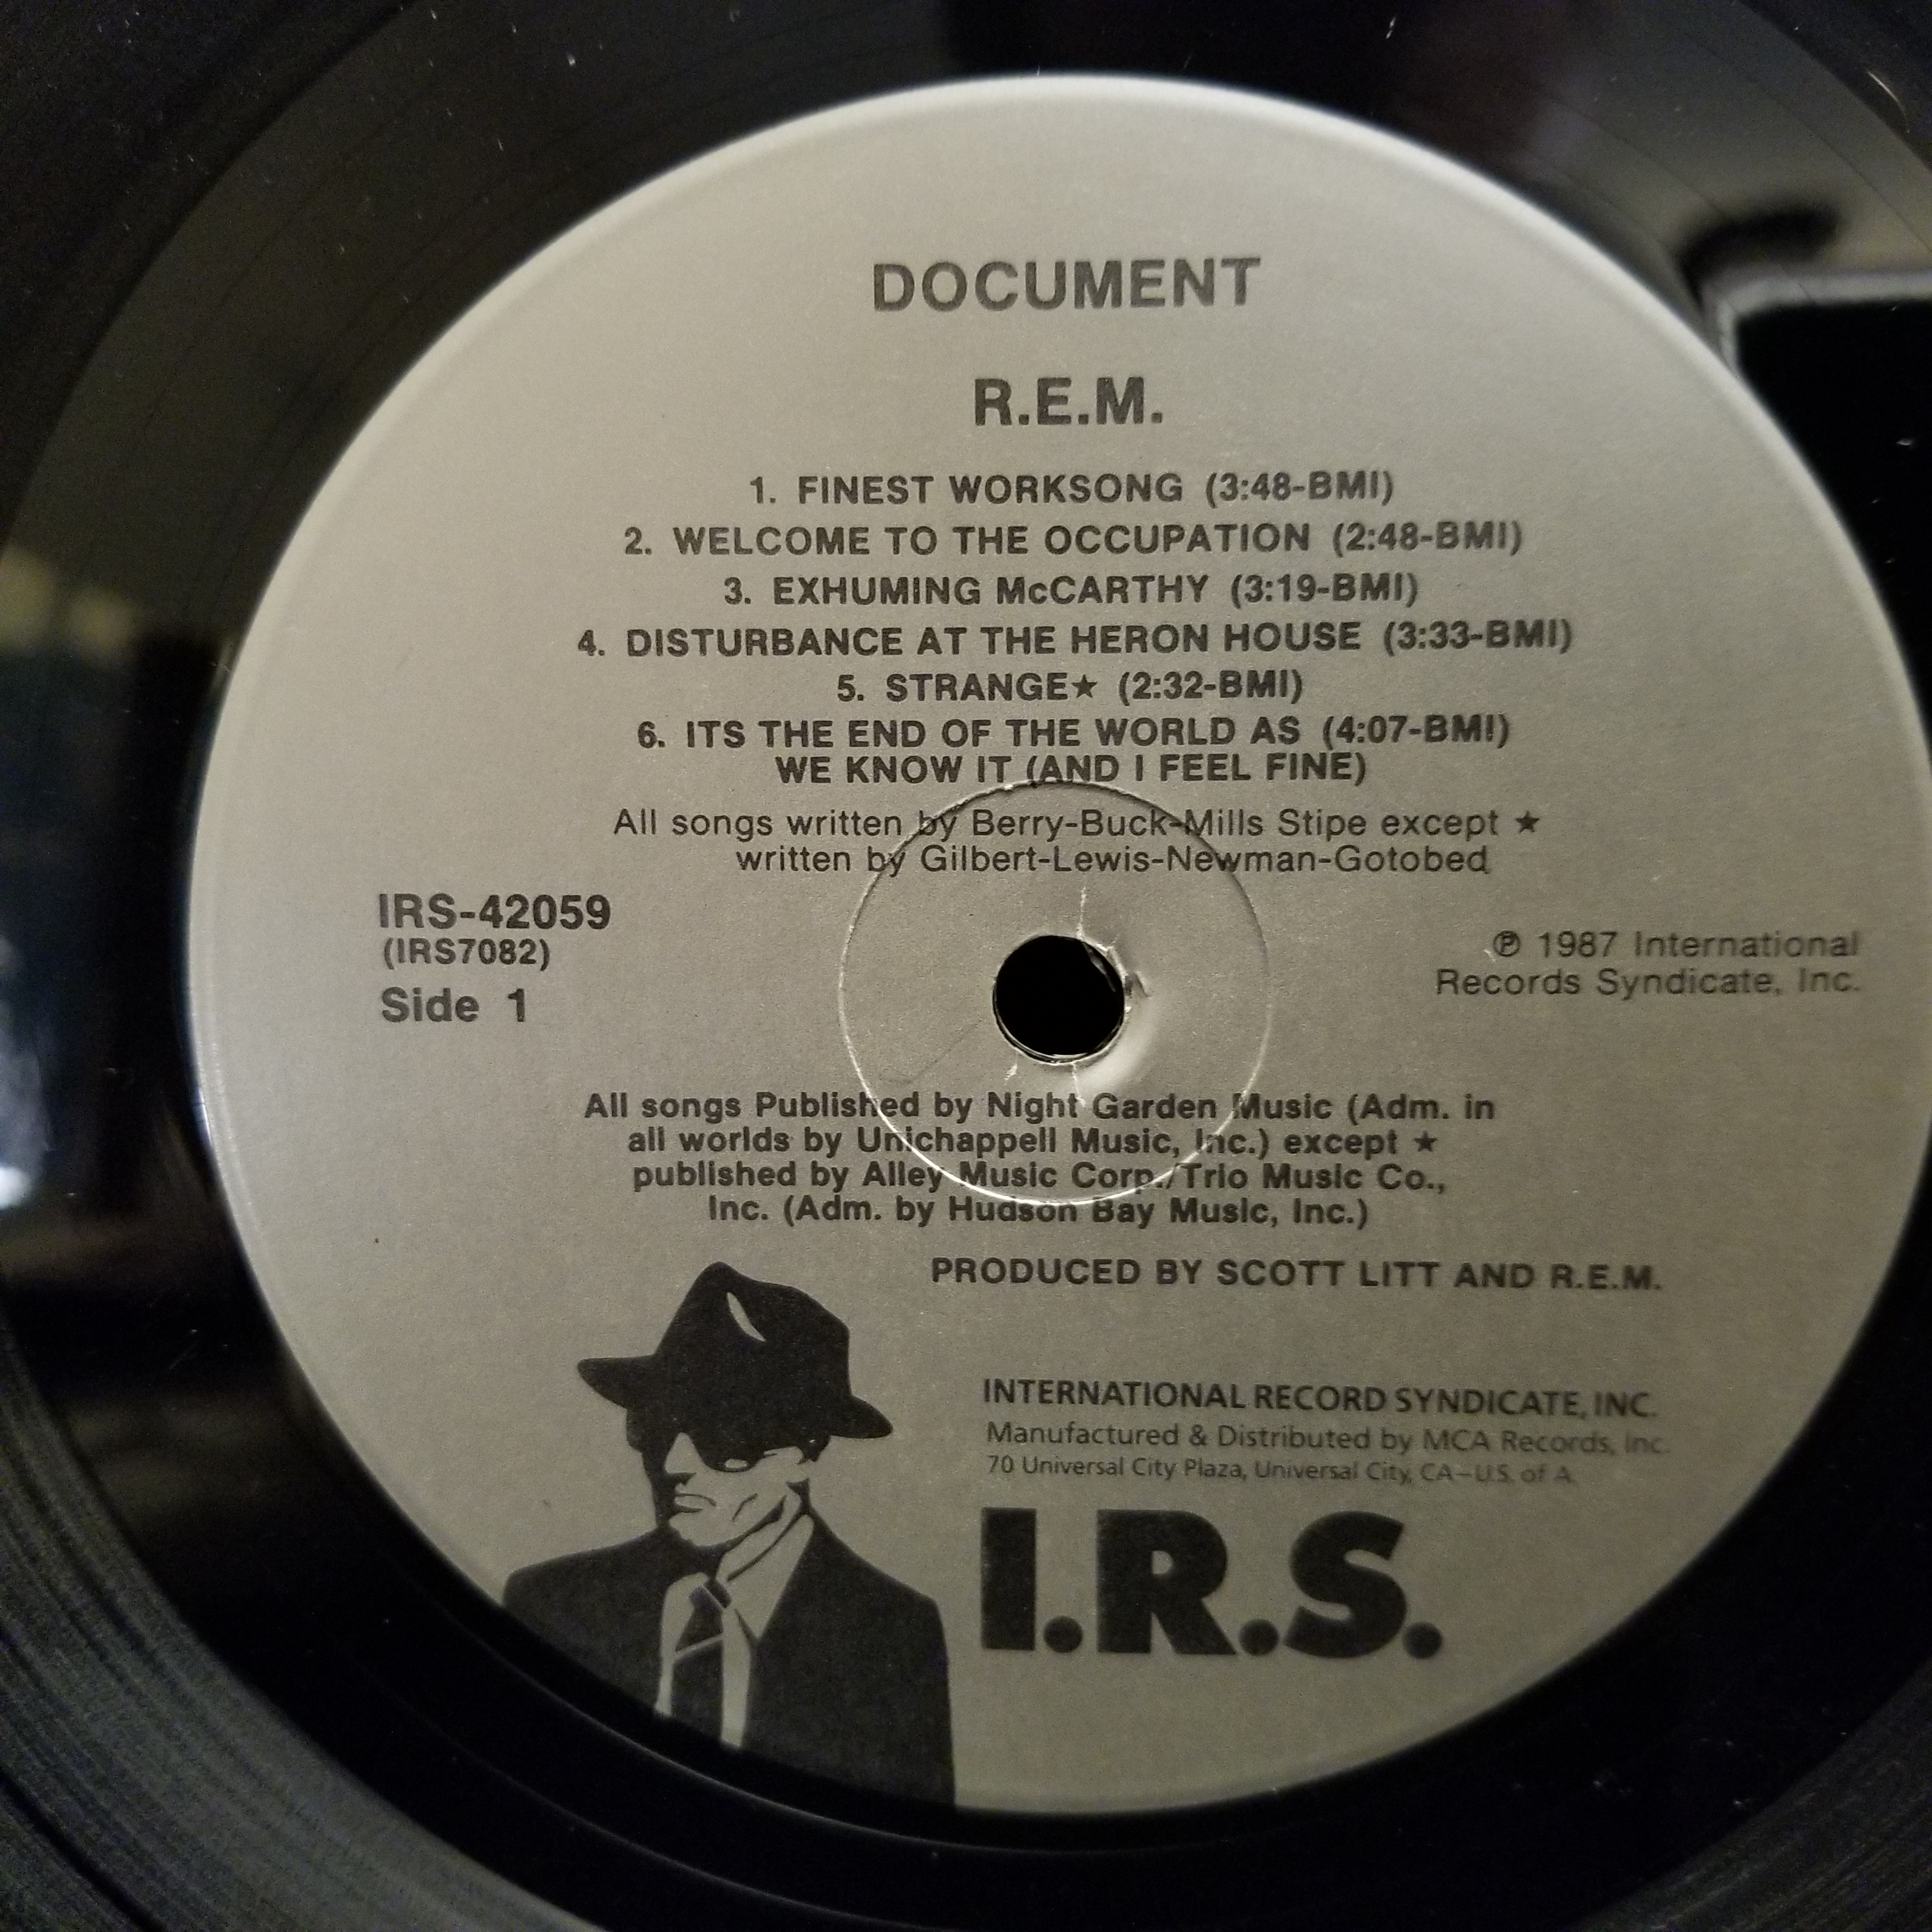 DOCUMENT
R.E.M.
1. FINEST WORKSONG (3:48-BMI)
2. WELCOME TO THE OCCUPATION (2:48-BMI)
3. EXHUMING McCARTHY (3:19-BMI)
4. DISTURBANCE AT THE HERON HOUSE (3:33-BMI)
5. STRANGE★ (2:32-BMI)
6. ITS THE END OF THE WORLD AS (4:07-BMI)
WE KNOW IT (AND I FEEL FINE)
All songs written by Berry-Buck-Mills Stipe except ★
written by Gilbert-Lewis-Newman-Gotobed
IRS-42059
(IRS7082)
Side 1
℗ 1987 International
Records Syndicate, Inc.
All songs Published by Night Garden Music (Adm. in
all worlds by Unichappell Music, Inc.) except ★
published by Alley Music Corp./Trio Music Co.,
Inc. (Adm. by Hudson Bay Music, Inc.)
PRODUCED BY SCOTT LITT AND R.E.M.
INTERNATIONAL RECORD SYNDICATE, INC.
Manufactured & Distributed by MCA Records, Inc.
70 Universal City Plaza, Universal City, CA–U.S. of A.
I.R.S.